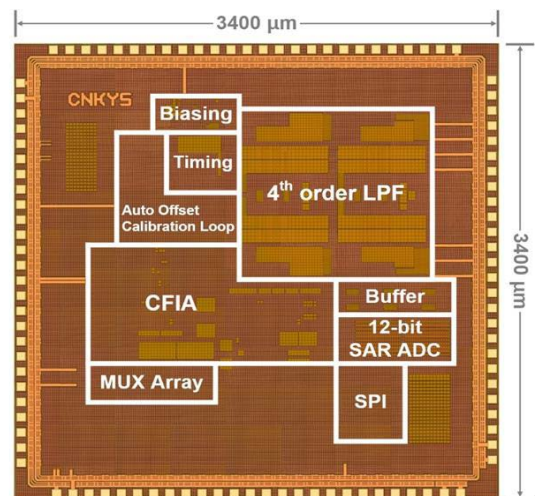 3400 µm
CNKYS
Biasing
Timing
4th order LPF
Auto Offset
Calibration Loop
3400 µm
CFIA
Buffer
12-bit
SAR ADC
MUX Array
SPI